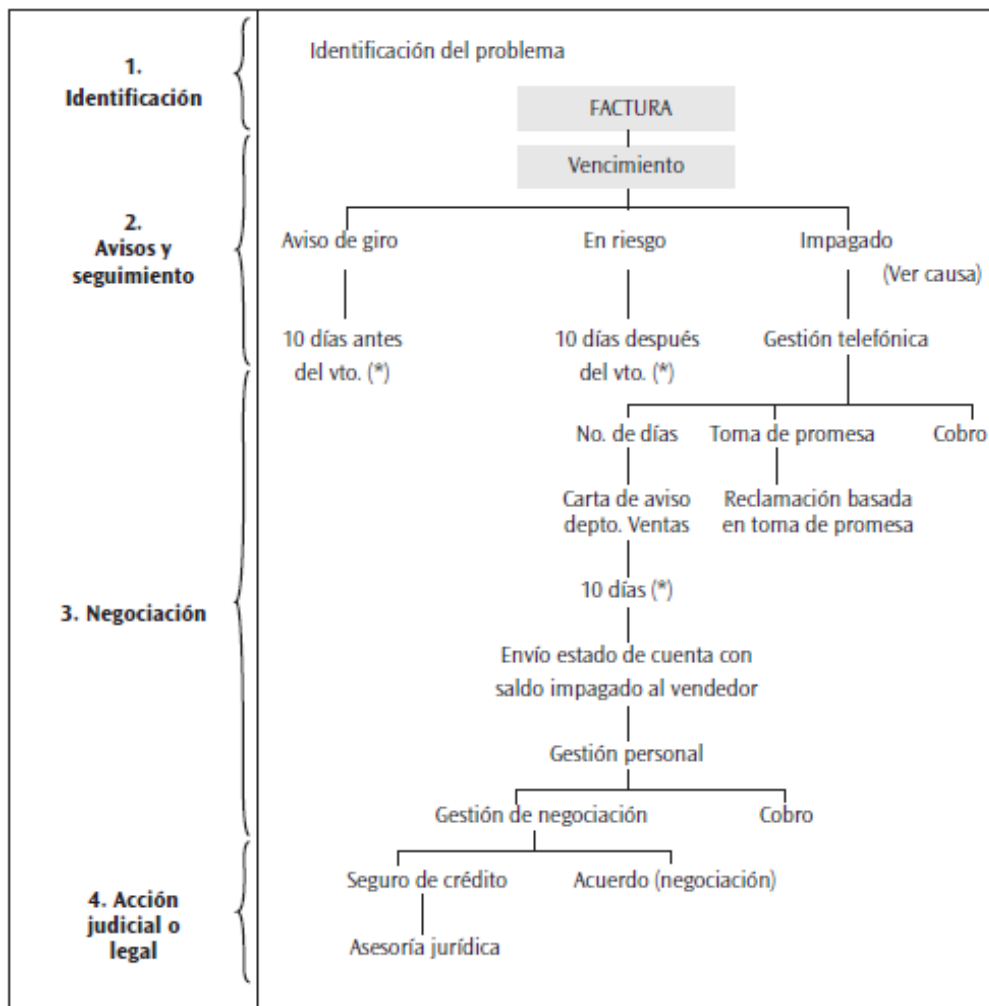 1.
Identificación
Identificación del problema
FACTURA
Vencimiento
2.
Avisos y
seguimiento
Aviso de giro
En riesgo
Impagado
(Ver causa)
10 días antes
del vto. (*)
10 días después
del vto. (*)
Gestión telefónica
No. de días
Toma de promesa
Cobro
Carta de aviso
depto. Ventas
Reclamación basada
en toma de promesa
3. Negociación
10 días (*)
Envío estado de cuenta con
saldo impagado al vendedor
Gestión personal
Gestión de negociación
Cobro
4. Acción
judicial o
legal
Seguro de crédito
Acuerdo (negociación)
Asesoría jurídica